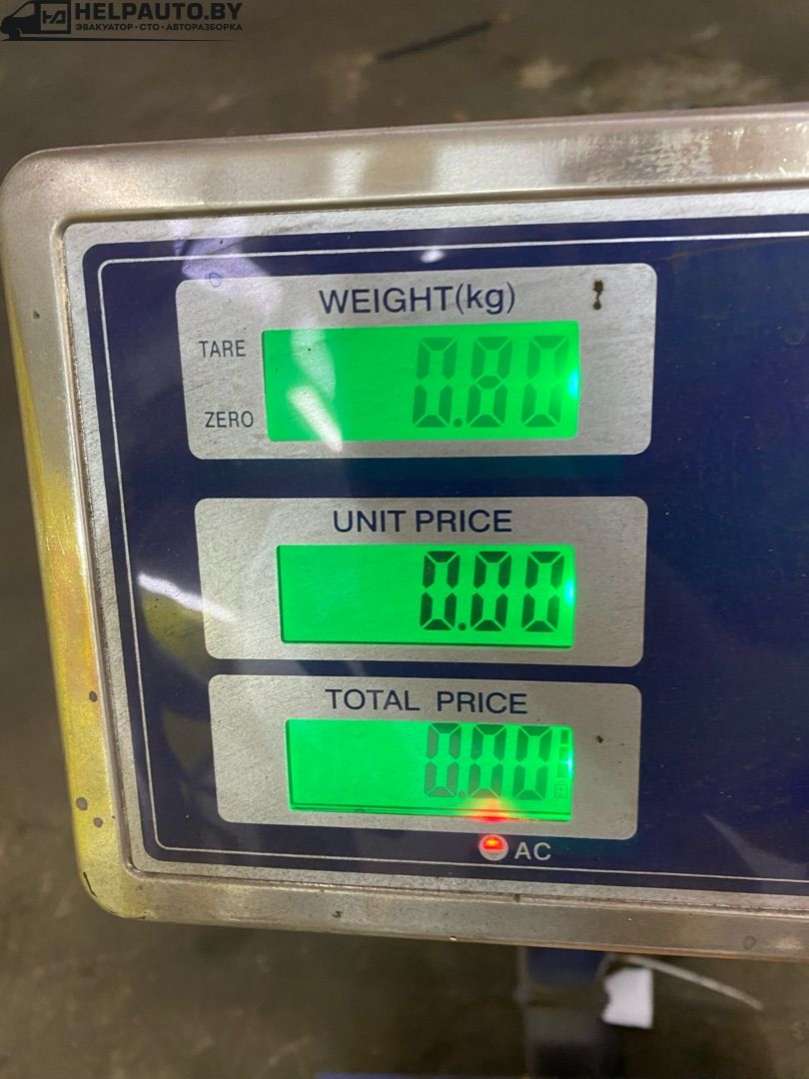 HELPAUTO.BY
ЭВАКУАТОР • СТО • АВТОРАЗБОРКА
WEIGHT(kg)
TARE
0.80
ZERO
UNIT PRICE
0.00
TOTAL PRICE
0.00
AC